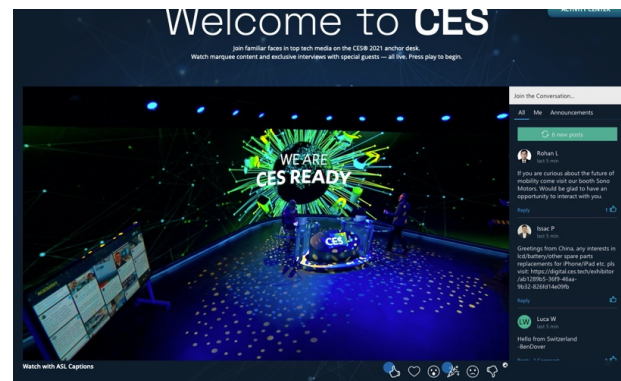 ACTIVITY CENTER
Welcome to CES
Join familiar faces in top tech media on the CES® 2021 anchor desk.
Watch marquee content and exclusive interviews with special guests — all live. Press play to begin.
WE ARE
CES READY
CES
Watch with ASL Captions
Join the Conversation...
All Me Announcements
6 new posts
Rohan L
last 5 min
If you are curious about the future of
mobility come visit our booth Sono
Motors. Would be glad to have an
opportunity to interact with you.
Reply 1
Issac P
last 5 min
Greetings from China, any interests in
lcd/battery/other spare parts
replacements for iPhone/iPad etc. pls
visit: https://digital.ces.tech/exhibitor
/ab1289b5-36f9-46aa-
9b32-826fd14e09fb
Reply
LW
Luca W
last 5 min
Hello from Switzerland
-BenDover
Reply 2 Comment